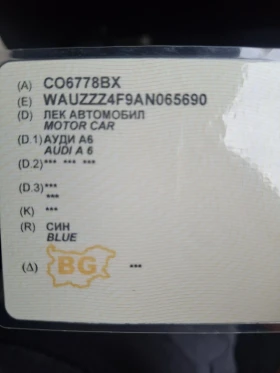 (A) CO6778BX
(E) WAUZZZ4F9AN065690
(D) ЛЕК АВТОМОБИЛ
MOTOR CAR
(D.1) АУДИ А6
AUDI A 6
(D.2) *** *** ***
(D.3) ***
***
(K) ***
(R) СИН
BLUE
(Δ) BG ***